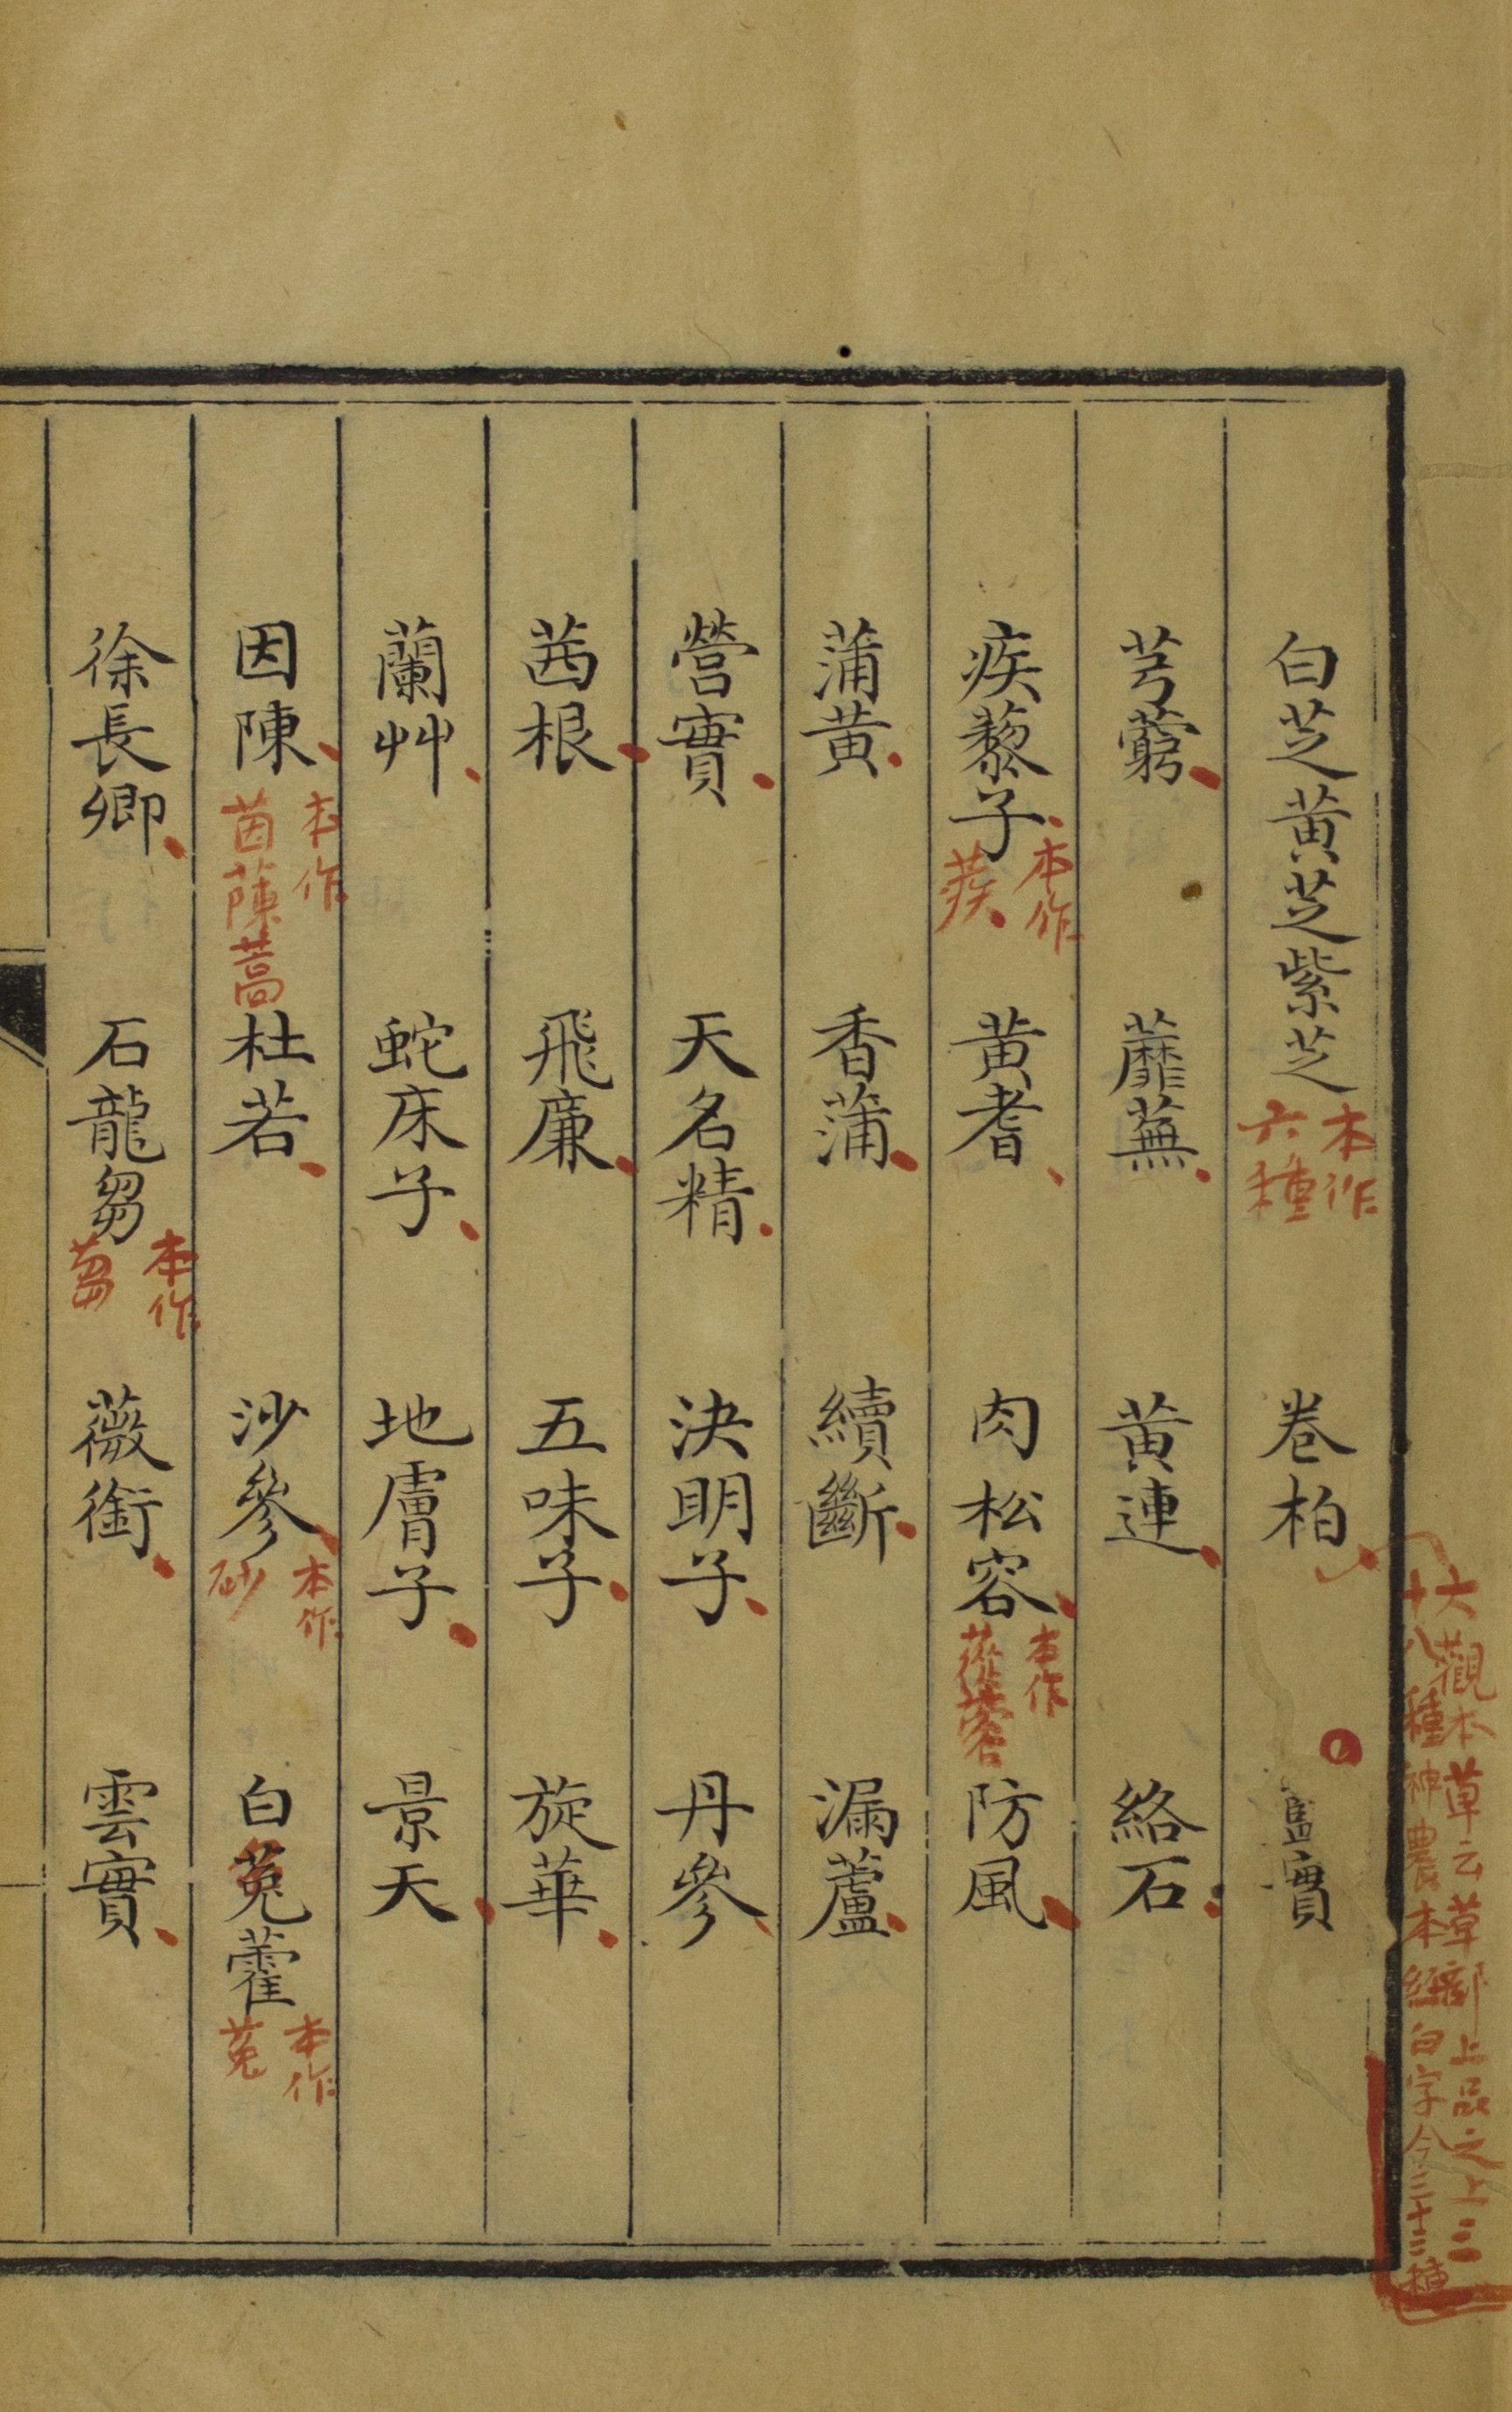 大觀本草云草部上品之上三
十八種神農本經白字今三十三種
白芝黄芝紫芝 本作六種 卷柏 藍實
芎藭 蘼蕪 黄連 絡石
疾藜子 本作蒺 黄耆 肉松容 本作蓯蓉 防風
蒲黄 香蒲 續斷 漏蘆
營實 天名精 決明子 丹參
茜根 飛廉 五味子 旋華
蘭艸 蛇床子 地膚子 景天
因陳 本作茵蔯蒿 杜若 沙參 本作砂 白菟藿 本作菟
徐長卿 石龍芻 本作蒭 薇銜 雲實